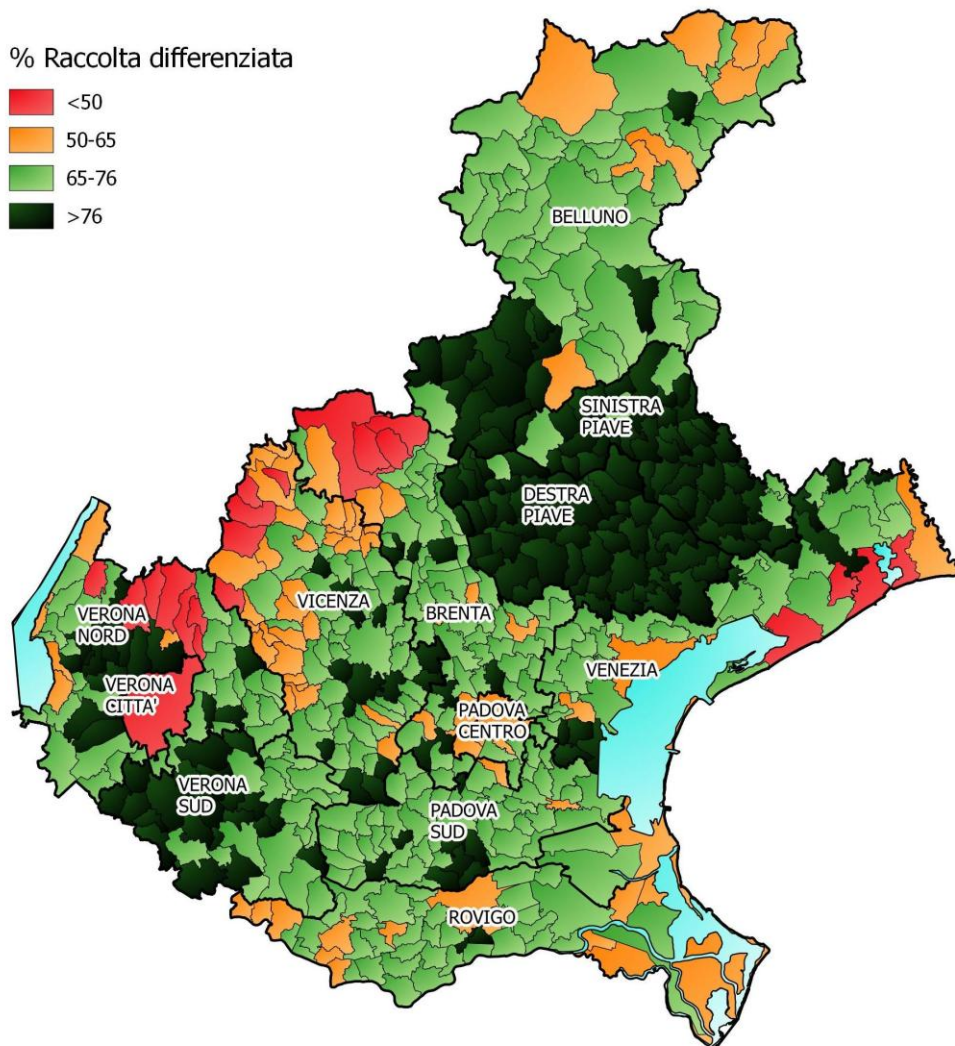 % Raccolta differenziata
<50
50-65
65-76
>76
BELLUNO
SINISTRA
PIAVE
DESTRA
PIAVE
VICENZA
BRENTA
VERONA
NORD
VENEZIA
VERONA
CITTA'
PADOVA
CENTRO
VERONA
SUD
PADOVA
SUD
ROVIGO